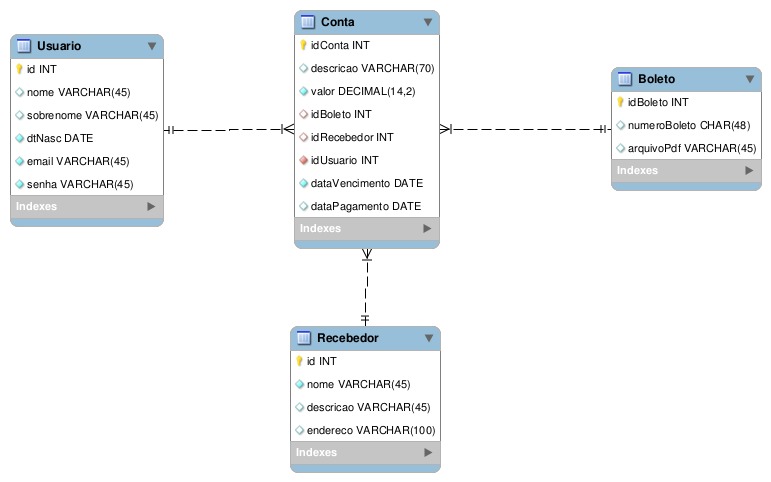 Usuario
id INT
nome VARCHAR(45)
sobrenome VARCHAR(45)
dtNasc DATE
email VARCHAR(45)
senha VARCHAR(45)
Indexes
Conta
idConta INT
descricao VARCHAR(70)
valor DECIMAL(14,2)
idBoleto INT
idRecebedor INT
idUsuario INT
dataVencimento DATE
dataPagamento DATE
Indexes
Boleto
idBoleto INT
numeroBoleto CHAR(48)
arquivoPdf VARCHAR(45)
Indexes
Recebedor
id INT
nome VARCHAR(45)
descricao VARCHAR(45)
endereco VARCHAR(100)
Indexes